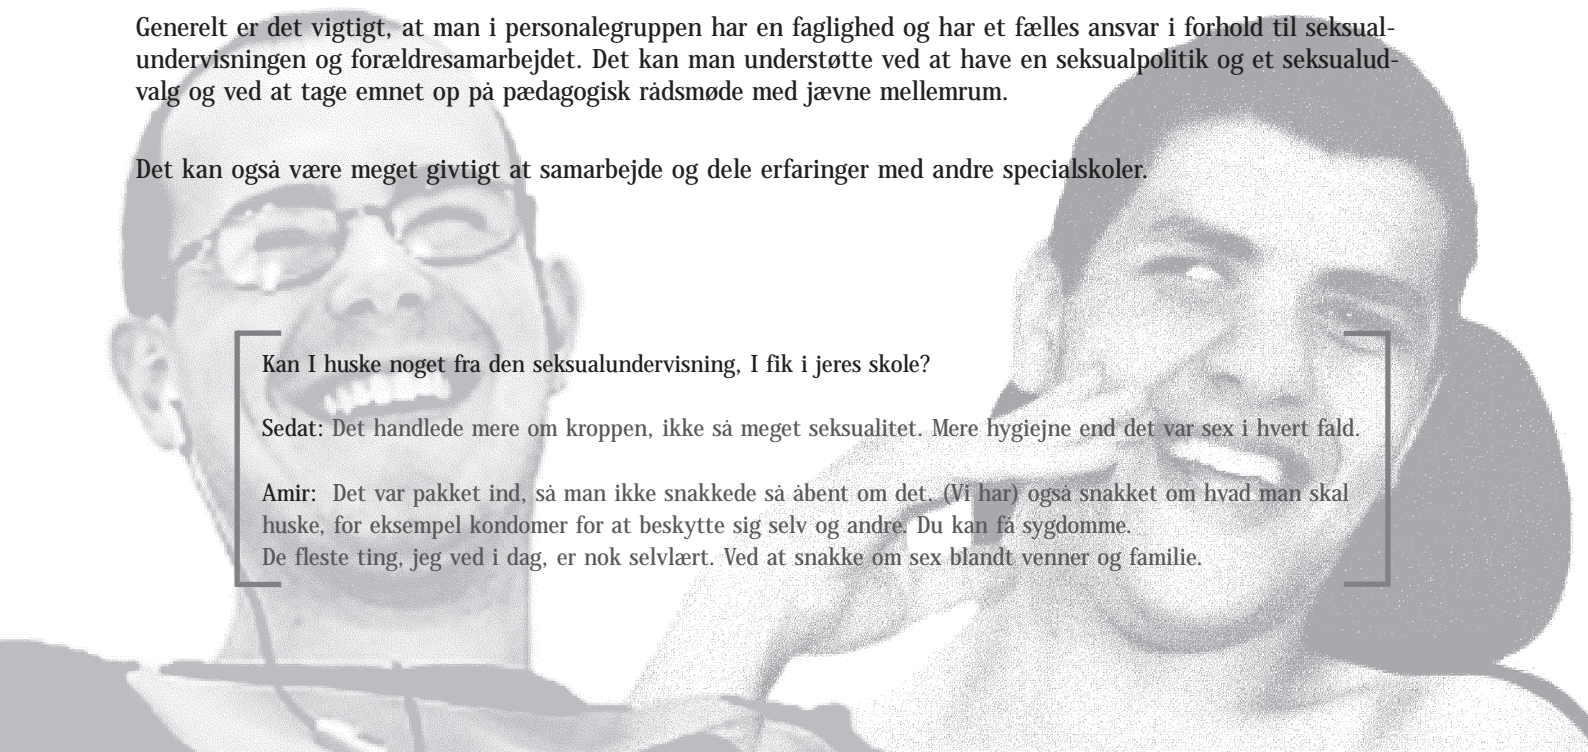 Generelt er det vigtigt, at man i personalegruppen har en faglighed og har et fælles ansvar i forhold til seksual-
undervisningen og forældresamarbejdet. Det kan man understøtte ved at have en seksualpolitik og et seksualud-
valg og ved at tage emnet op på pædagogisk rådsmøde med jævne mellemrum.
Det kan også være meget givtigt at samarbejde og dele erfaringer med andre specialskoler.
Kan I huske noget fra den seksualundervisning, I fik i jeres skole?
Sedat: Det handlede mere om kroppen, ikke så meget seksualitet. Mere hygiejne end det var sex i hvert fald.
Amir: Det var pakket ind, så man ikke snakkede så åbent om det. (Vi har) også snakket om hvad man skal
huske, for eksempel kondomer for at beskytte sig selv og andre. Du kan få sygdomme.
De fleste ting, jeg ved i dag, er nok selvlært. Ved at snakke om sex blandt venner og familie.